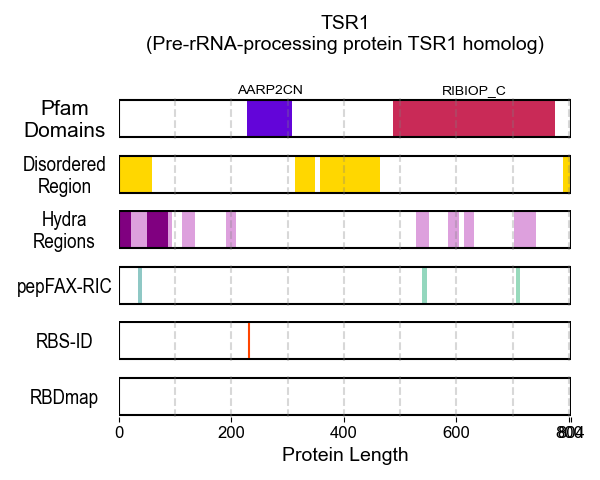 TSR1
(Pre-rRNA-processing protein TSR1 homolog)
AARP2CN
RIBIOP_C
Pfam
Domains
Disordered
Region
Hydra
Regions
pepFAX-RIC
RBS-ID
RBDmap
0 200 400 600 800 804
Protein Length